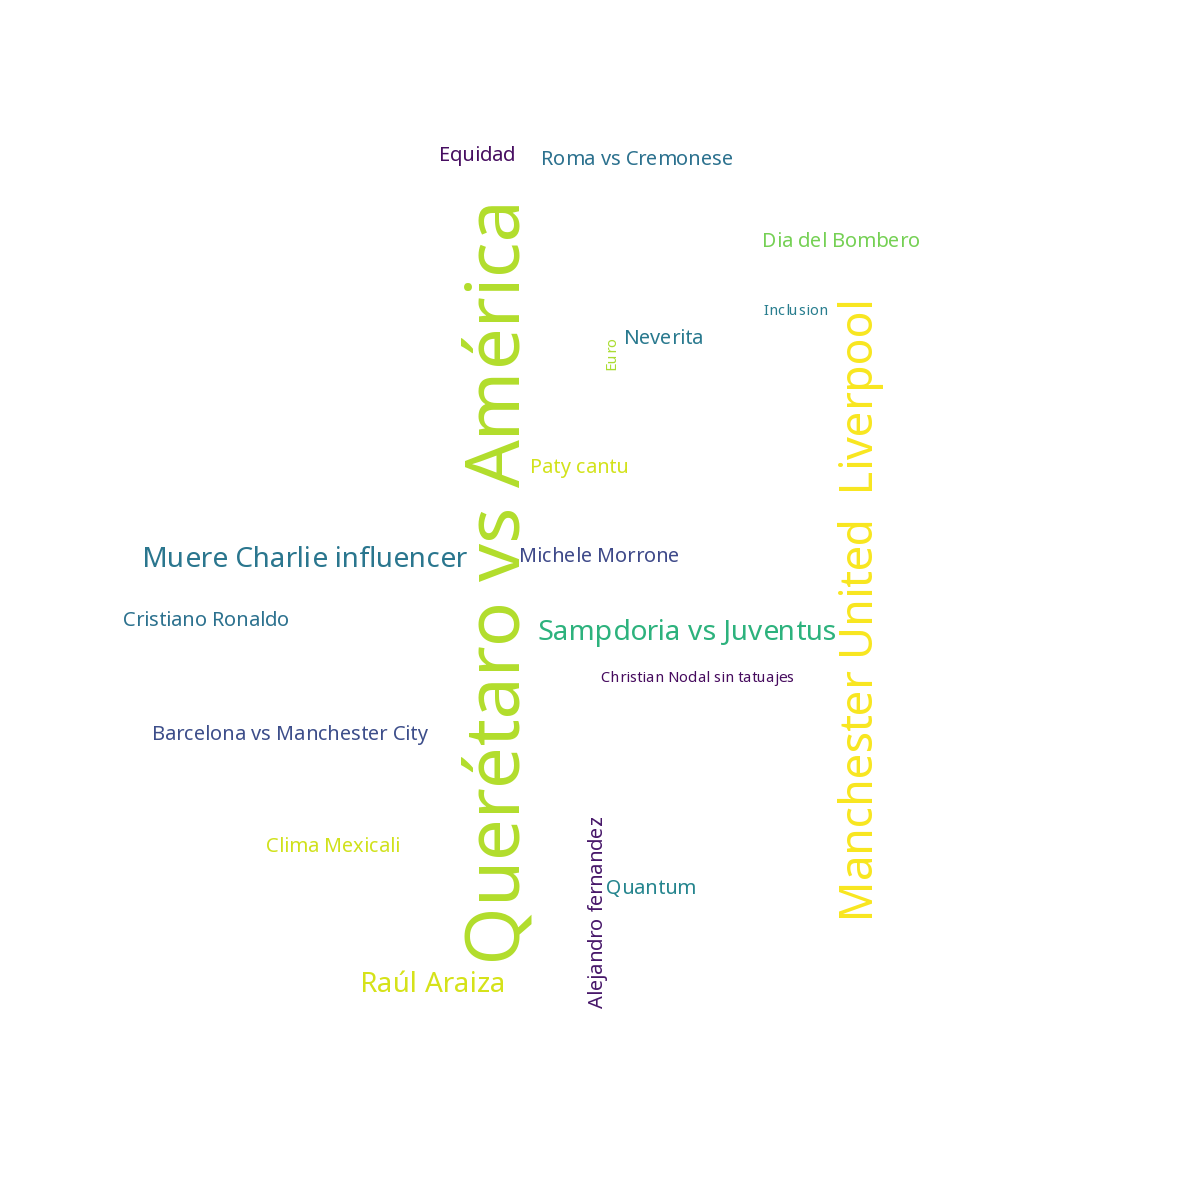 Equidad
Roma vs Cremonese
Querétaro vs América
Dia del Bombero
Inclusion
Manchester United Liverpool
Neverita
Euro
Paty cantu
Muere Charlie influencer
Michele Morrone
Cristiano Ronaldo
Sampdoria vs Juventus
Christian Nodal sin tatuajes
Barcelona vs Manchester City
Clima Mexicali
Alejandro fernandez
Quantum
Raúl Araiza